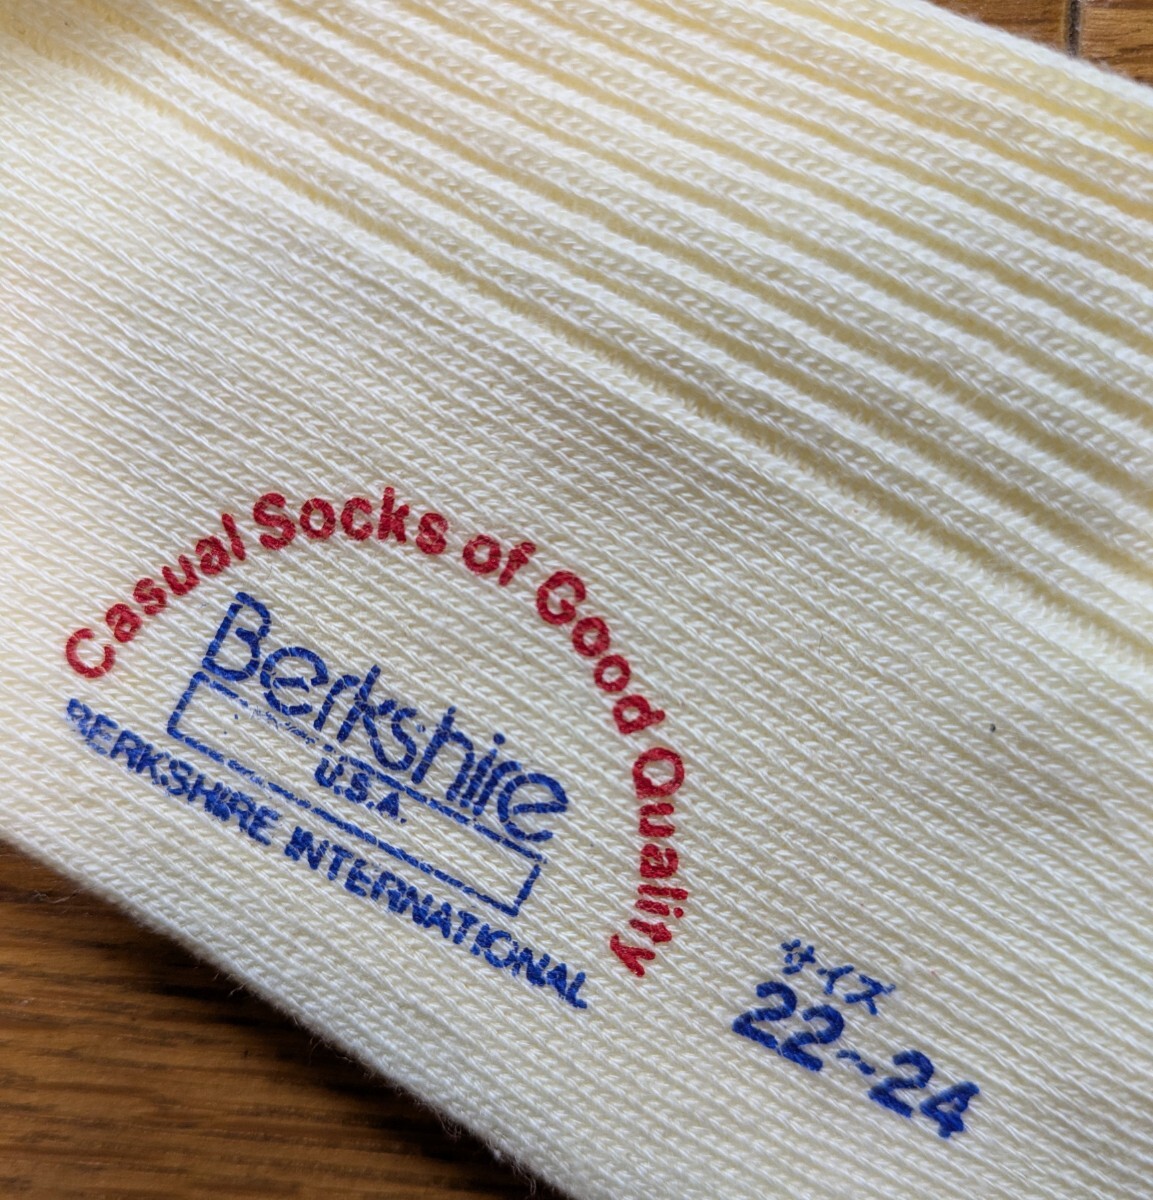 Casual Socks of Good Quality
Berkshire
U.S.A.
BERKSHIRE INTERNATIONAL
サイズ
22~24